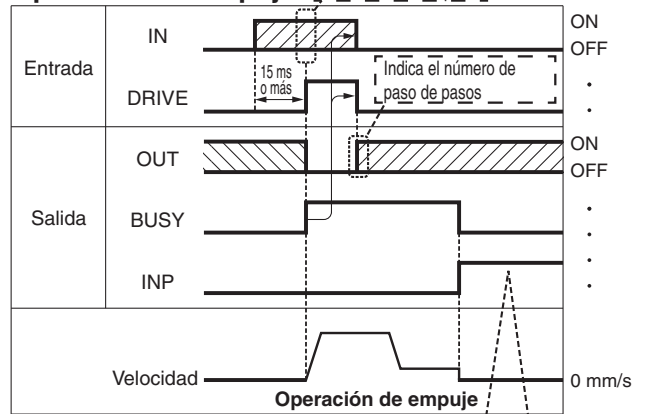 IN
ON
OFF
Entrada
15 ms
o más
Indica el número de
paso de pasos
DRIVE
OUT
ON
OFF
Salida
BUSY
INP
Velocidad
0 mm/s
Operación de empuje